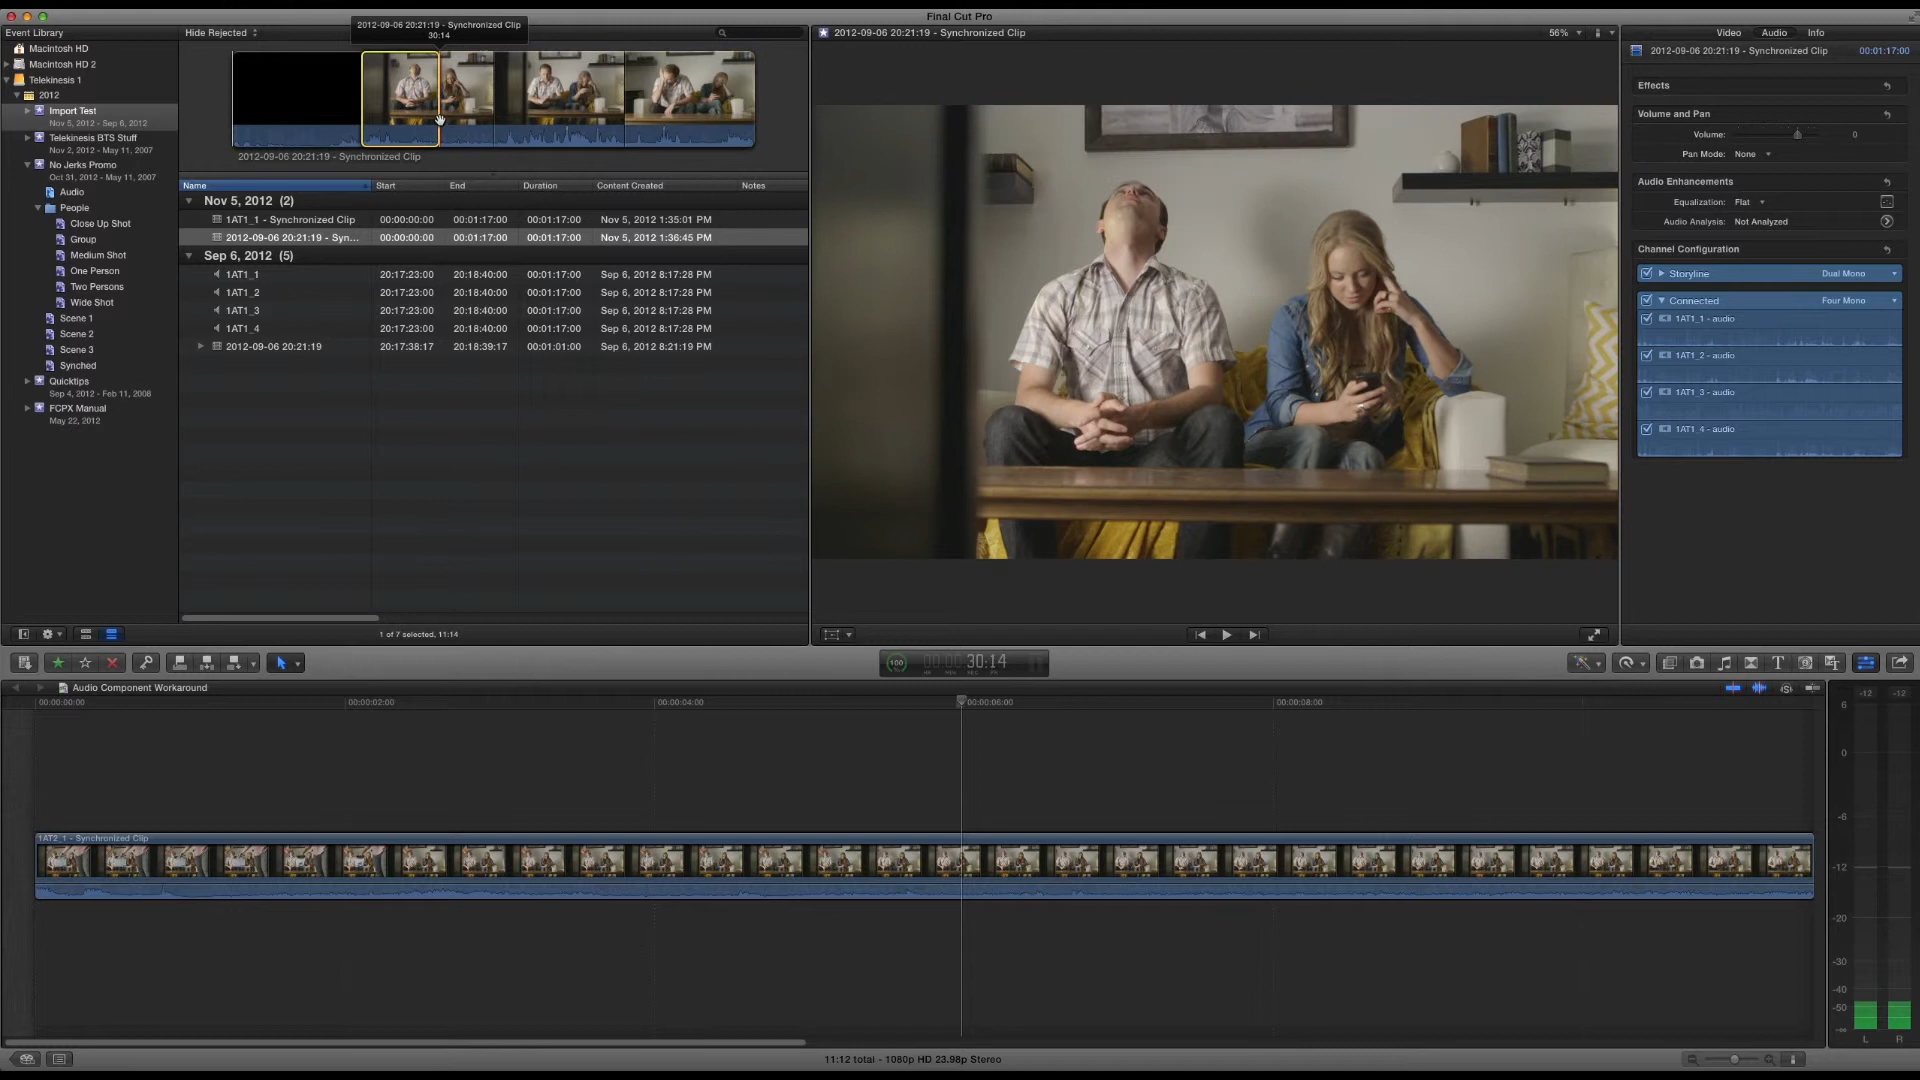 Final Cut Pro
Event Library
Macintosh HD
Macintosh HD 2
Telekinesis 1
2012
Import Test
Nov 5, 2012 - Sep 6, 2012
Telekinesis BTS Stuff
Nov 2, 2012 - May 11, 2007
No Jerks Promo
Oct 31, 2012 - May 11, 2007
Audio
People
Close Up Shot
Group
Medium Shot
One Person
Two Persons
Wide Shot
Scene 1
Scene 2
Scene 3
Synched
Quicktips
Sep 4, 2012 - Feb 11, 2008
FCPX Manual
May 22, 2012
Hide Rejected
2012-09-06 20:21:19 - Synchronized Clip
30:14
2012-09-06 20:21:19 - Synchronized Clip
Name Start End Duration Content Created Notes
Nov 5, 2012 (2)
1AT1_1 - Synchronized Clip 00:00:00:00 00:01:17:00 00:01:17:00 Nov 5, 2012 1:35:01 PM
2012-09-06 20:21:19 - Syn... 00:00:00:00 00:01:17:00 00:01:17:00 Nov 5, 2012 1:36:45 PM
Sep 6, 2012 (5)
1AT1_1 20:17:23:00 20:18:40:00 00:01:17:00 Sep 6, 2012 8:17:28 PM
1AT1_2 20:17:23:00 20:18:40:00 00:01:17:00 Sep 6, 2012 8:17:28 PM
1AT1_3 20:17:23:00 20:18:40:00 00:01:17:00 Sep 6, 2012 8:17:28 PM
1AT1_4 20:17:23:00 20:18:40:00 00:01:17:00 Sep 6, 2012 8:17:28 PM
2012-09-06 20:21:19 20:17:38:17 20:18:39:17 00:01:01:00 Sep 6, 2012 8:21:19 PM
1 of 7 selected, 11:14
2012-09-06 20:21:19 - Synchronized Clip 56%
Video Audio Info
2012-09-06 20:21:19 - Synchronized Clip 00:01:17:00
Effects
Volume and Pan
Volume: 0
Pan Mode: None
Audio Enhancements
Equalization: Flat
Audio Analysis: Not Analyzed
Channel Configuration
Storyline Dual Mono
Connected Four Mono
1AT1_1 - audio
1AT1_2 - audio
1AT1_3 - audio
1AT1_4 - audio
100 00:00:30:14
HR MIN SEC FR
Audio Component Workaround
00:00:00:00 00:00:02:00 00:00:04:00 00:00:06:00 00:00:08:00
1AT2_1 - Synchronized Clip
-12 -12
6
0
-6
-12
-20
-30
-40
-50
-∞
L R
11:12 total - 1080p HD 23.98p Stereo